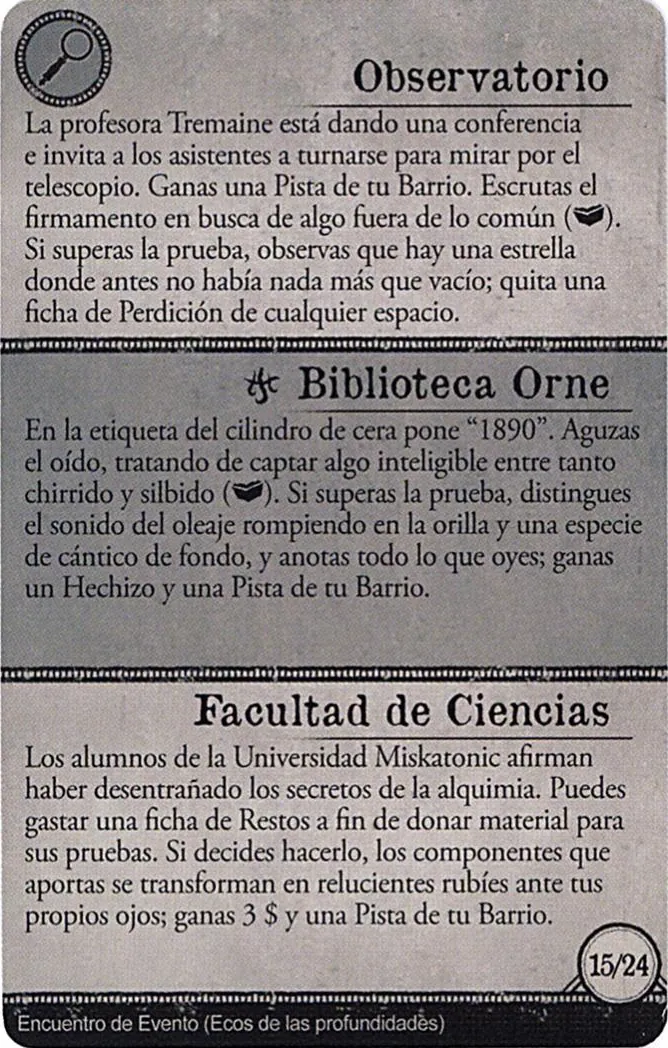 Observatorio
La profesora Tremaine está dando una conferencia
e invita a los asistentes a turnarse para mirar por el
telescopio. Ganas una Pista de tu Barrio. Escrutas el
firmamento en busca de algo fuera de lo común ( ).
Si superas la prueba, observas que hay una estrella
donde antes no había nada más que vacío; quita una
ficha de Perdición de cualquier espacio.
Biblioteca Orne
En la etiqueta del cilindro de cera pone “1890”. Aguzas
el oído, tratando de captar algo inteligible entre tanto
chirrido y silbido ( ). Si superas la prueba, distingues
el sonido del oleaje rompiendo en la orilla y una especie
de cántico de fondo, y anotas todo lo que oyes; ganas
un Hechizo y una Pista de tu Barrio.
Facultad de Ciencias
Los alumnos de la Universidad Miskatonic afirman
haber desentrañado los secretos de la alquimia. Puedes
gastar una ficha de Restos a fin de donar material para
sus pruebas. Si decides hacerlo, los componentes que
aportas se transforman en relucientes rubíes ante tus
propios ojos; ganas 3 $ y una Pista de tu Barrio.
15/24
Encuentro de Evento (Ecos de las profundidades)